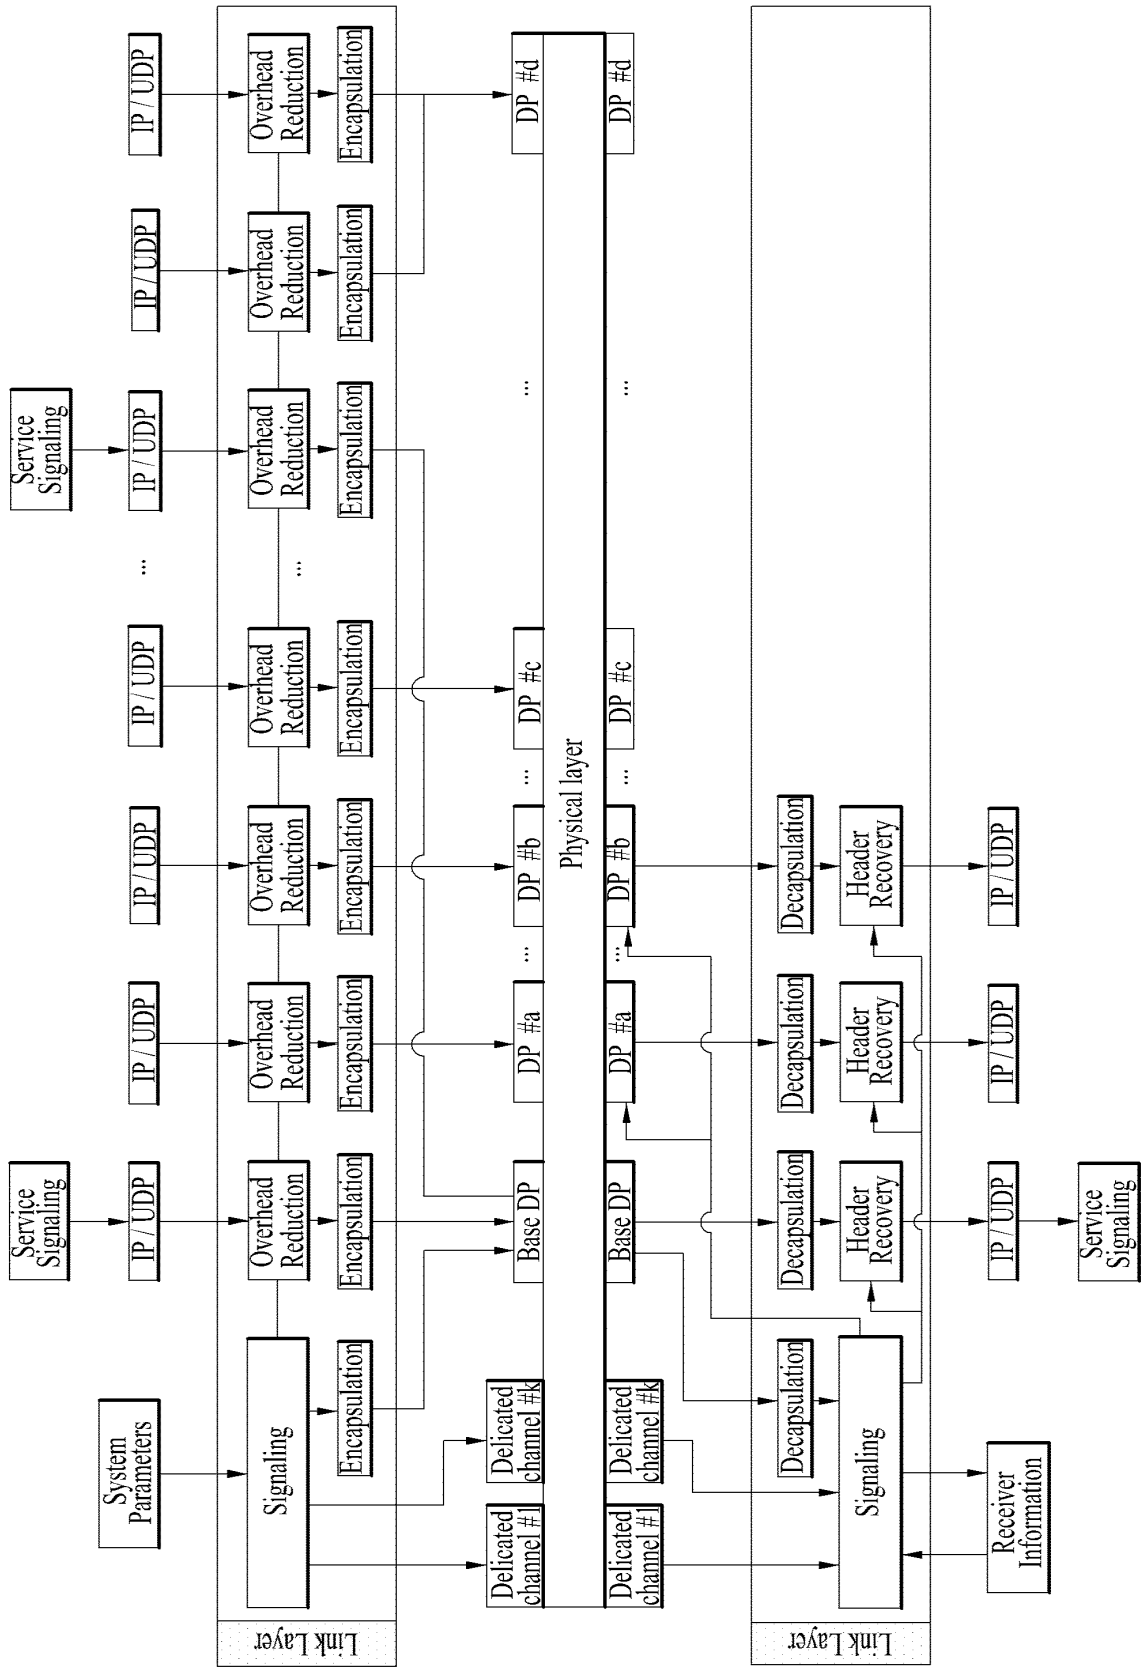 Service
Signaling
Service
Signaling
System
Parameters
IP / UDP
IP / UDP
IP / UDP
IP / UDP
...
IP / UDP
IP / UDP
IP / UDP
Link Layer
Signaling
Overhead
Reduction
Overhead
Reduction
Overhead
Reduction
Overhead
Reduction
...
Overhead
Reduction
Overhead
Reduction
Overhead
Reduction
Encapsulation
Encapsulation
Encapsulation
Encapsulation
Encapsulation
Encapsulation
Encapsulation
Encapsulation
Delicated
channel #1
Delicated
channel #k
Base DP
DP #a
...
DP #b
...
DP #c
...
DP #d
Physical layer
Delicated
channel #1
Delicated
channel #k
Base DP
DP #a
...
DP #b
...
DP #c
...
DP #d
Link Layer
Decapsulation
Decapsulation
Decapsulation
Decapsulation
Signaling
Header
Recovery
Header
Recovery
Header
Recovery
Receiver
Information
IP / UDP
IP / UDP
IP / UDP
Service
Signaling